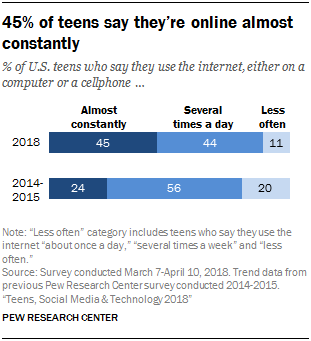 45% of teens say they’re online almost
constantly
% of U.S. teens who say they use the internet, either on a
computer or a cellphone ...
Almost constantly Several times a day Less often
2018 45 44 11
2014-2015 24 56 20
Note: “Less often” category includes teens who say they use the
internet “about once a day,” “several times a week” and “less
often.”
Source: Survey conducted March 7-April 10, 2018. Trend data from
previous Pew Research Center survey conducted 2014-2015.
“Teens, Social Media & Technology 2018”
PEW RESEARCH CENTER